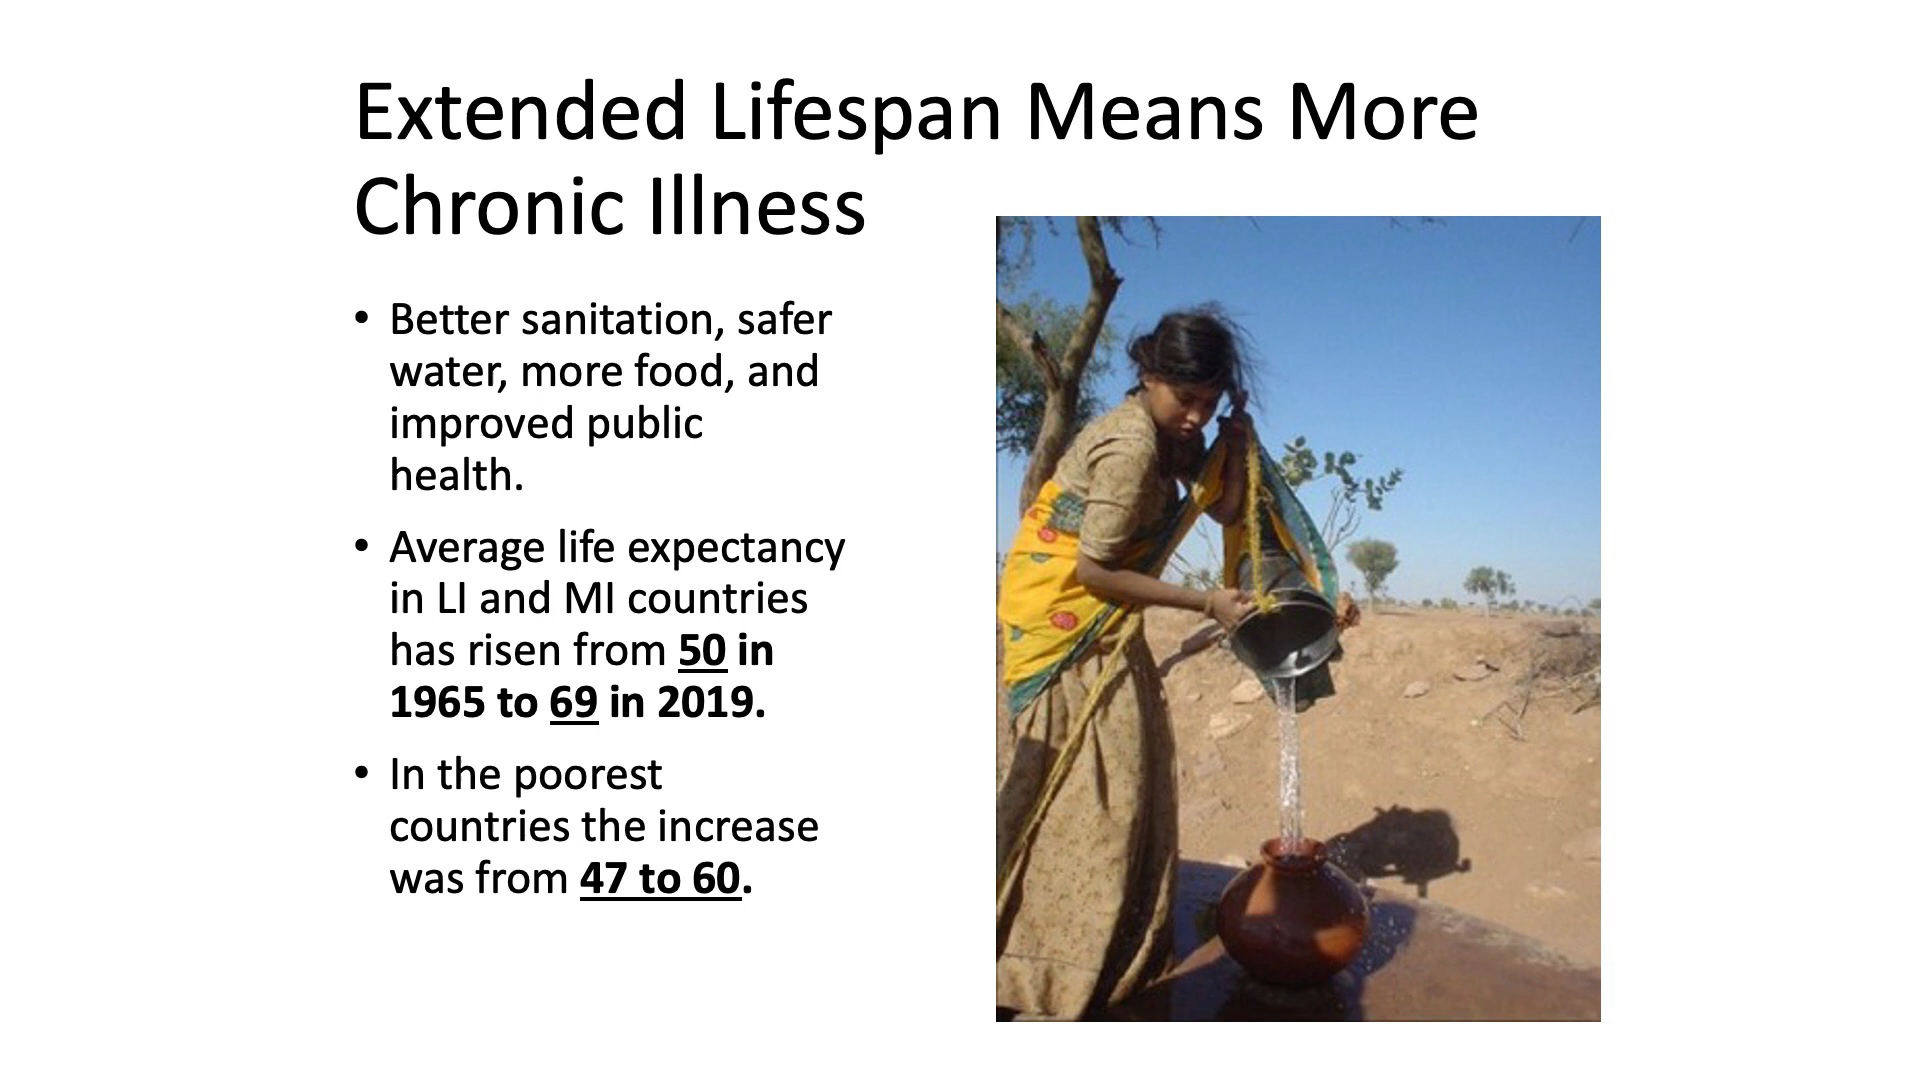 Extended Lifespan Means More
Chronic Illness
• Better sanitation, safer
water, more food, and
improved public
health.
• Average life expectancy
in LI and MI countries
has risen from 50 in
1965 to 69 in 2019.
• In the poorest
countries the increase
was from 47 to 60.